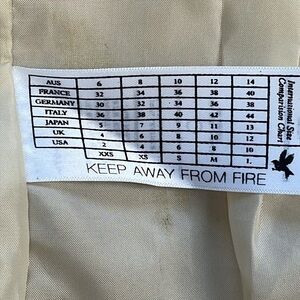 AUS 6 8 10 12 14
FRANCE 32 34 36 38 40
GERMANY 30 32 34 36 38
ITALY 36 38 40 42 44
JAPAN 5 7 9 11 13
UK 4 6 8 10 12
USA 2 4 6 8 10
XXS XS S M L
International Size
Comparison Chart
KEEP AWAY FROM FIRE